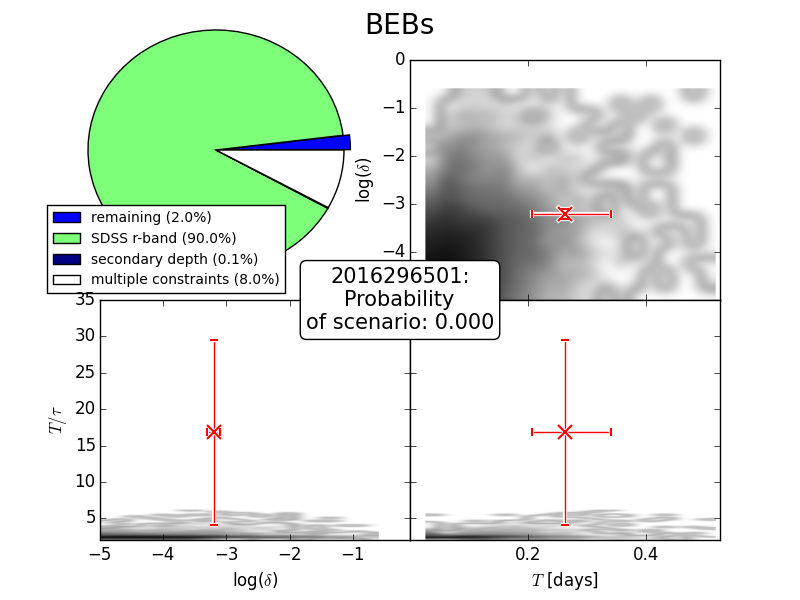 BEBs
remaining (2.0%)
SDSS r-band (90.0%)
secondary depth (0.1%)
multiple constraints (8.0%)
0
−1
−2
−3
−4
log(δ)
2016296501:
Probability
of scenario: 0.000
35
30
25
20
15
10
5
T/τ
−5 −4 −3 −2 −1
log(δ)
0.2 0.4
T [days]